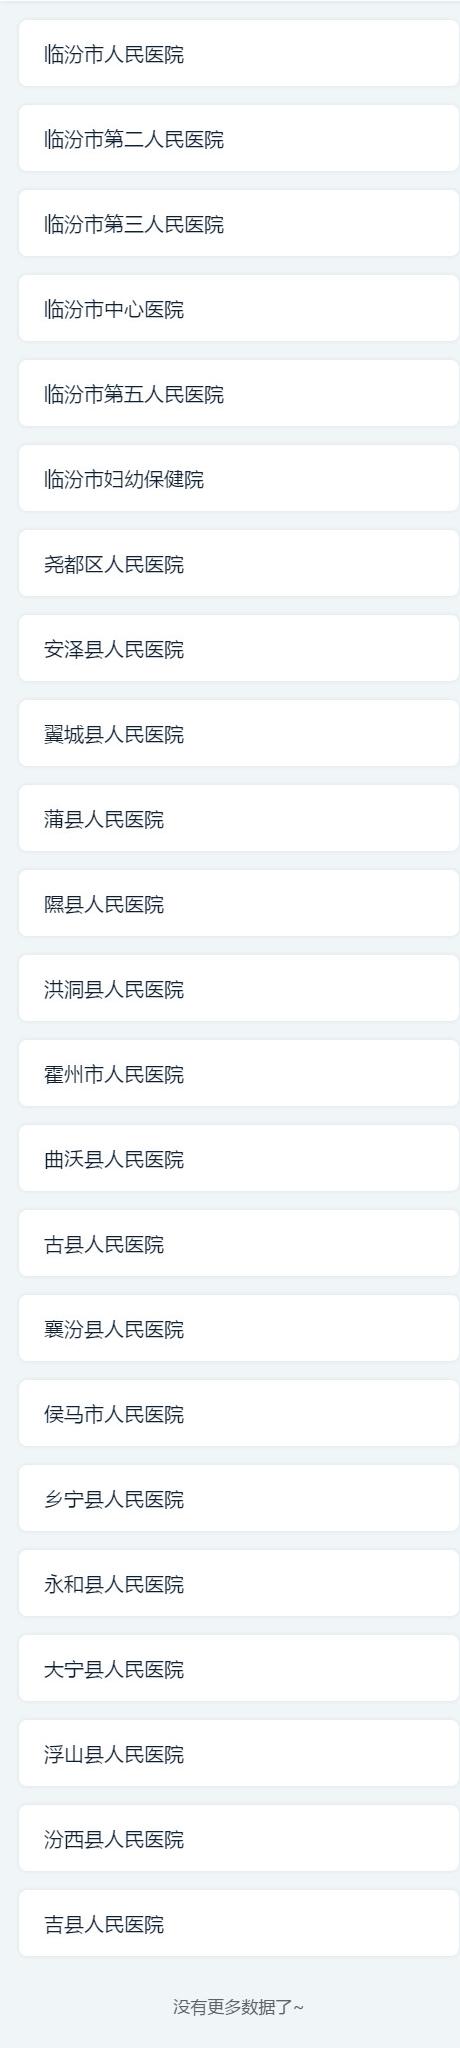 临汾市人民医院
临汾市第二人民医院
临汾市第三人民医院
临汾市中心医院
临汾市第五人民医院
临汾市妇幼保健院
尧都区人民医院
安泽县人民医院
翼城县人民医院
蒲县人民医院
隰县人民医院
洪洞县人民医院
霍州市人民医院
曲沃县人民医院
古县人民医院
襄汾县人民医院
侯马市人民医院
乡宁县人民医院
永和县人民医院
大宁县人民医院
浮山县人民医院
汾西县人民医院
吉县人民医院
没有更多数据了~